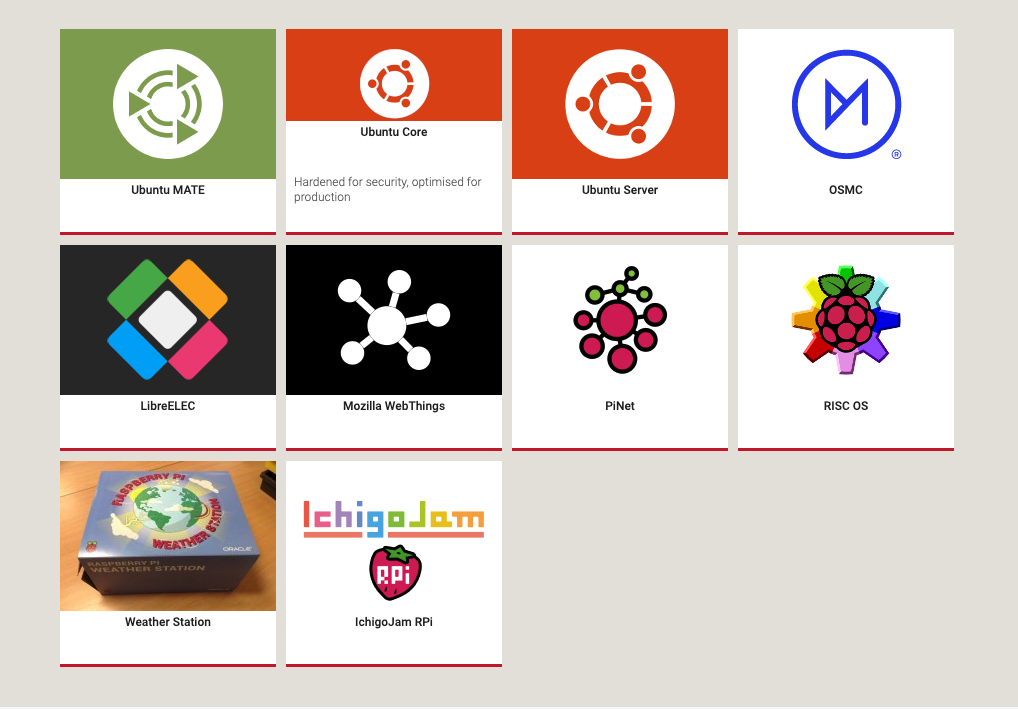 Ubuntu MATE
Ubuntu Core
Hardened for security, optimised for
production
Ubuntu Server
®
OSMC
LibreELEC
Mozilla WebThings
PiNet
RISC OS
RASPBERRY PI
WEATHER STATION
ORACLE
RASPBERRY PI
WEATHER STATION
Weather Station
IchigoJam
RPi
IchigoJam RPi